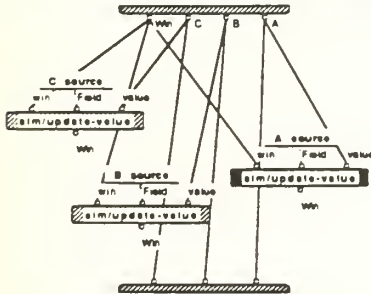 Win C B A
C source
win Field value
sim/update-value
Win
A source
win Field value
sim/update-value
Win
B source
win Field value
sim/update-value
Win